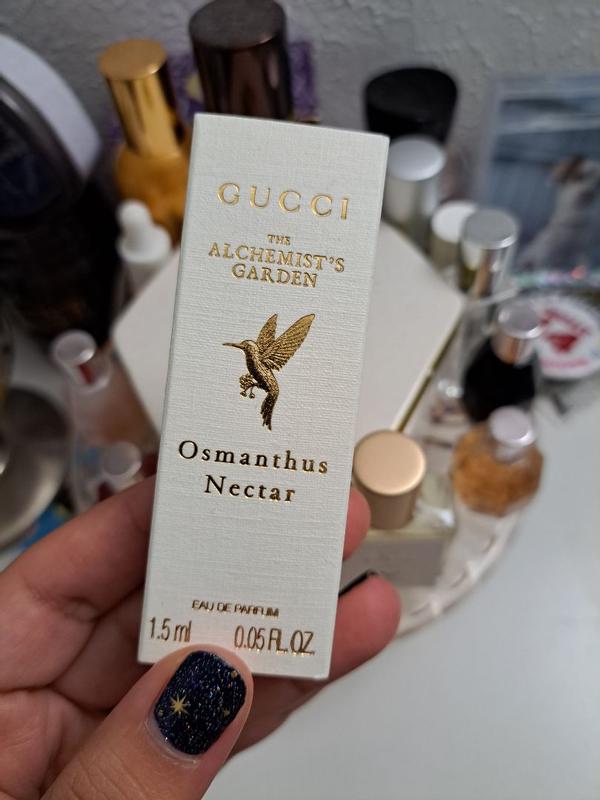 GUCCI
THE
ALCHEMIST'S
GARDEN
Osmanthus
Nectar
EAU DE PARFUM
1.5 ml 0.05 FL. OZ.